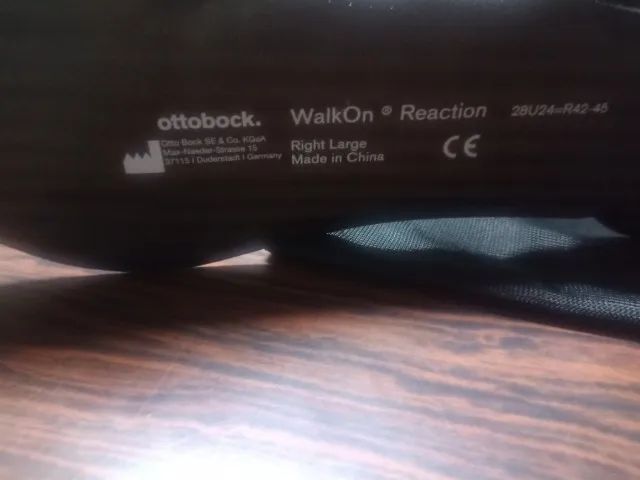 ottobock.
WalkOn ® Reaction
28U24=R42-45
Otto Bock SE & Co. KGaA
Max-Näder-Strasse 15
37115 | Duderstadt | Germany
Right Large
Made in China
CE